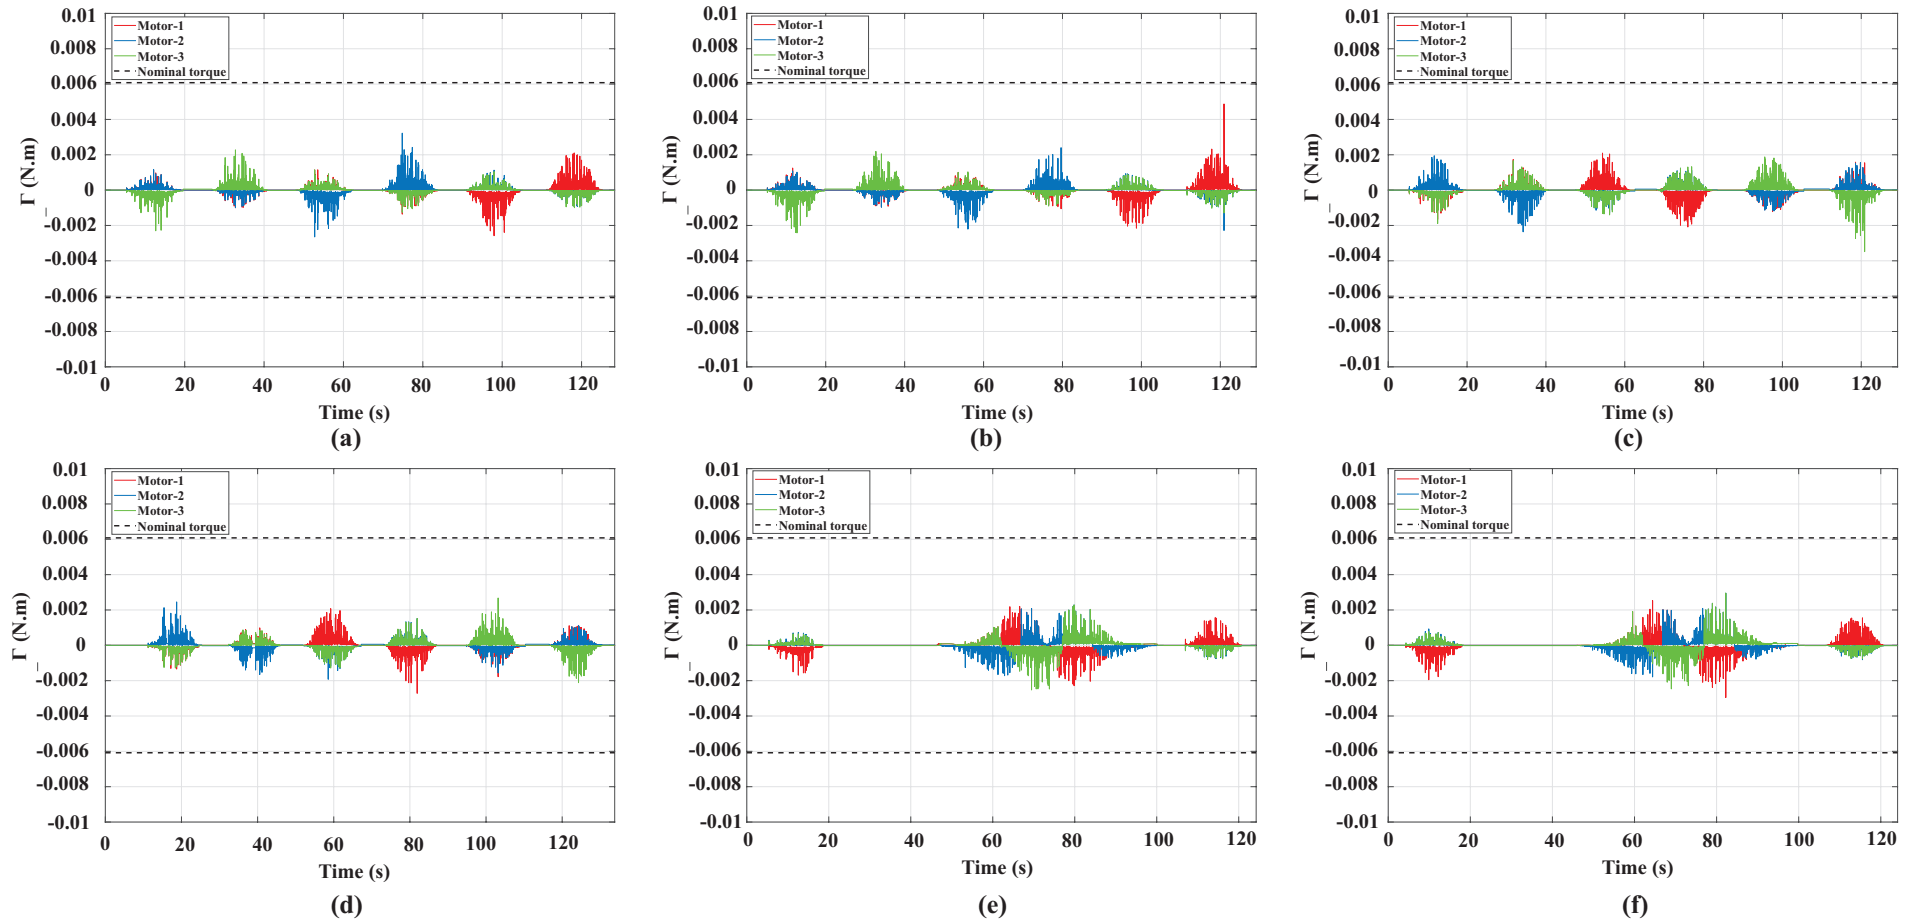 0.01
0.008
0.006
0.004
0.002
0
-0.002
-0.004
-0.006
-0.008
-0.01
Γ_ (N.m)
Motor-1
Motor-2
Motor-3
Nominal torque
0 20 40 60 80 100 120
Time (s)
(a)
0.01
0.008
0.006
0.004
0.002
0
-0.002
-0.004
-0.006
-0.008
-0.01
Γ_ (N.m)
Motor-1
Motor-2
Motor-3
Nominal torque
0 20 40 60 80 100 120
Time (s)
(b)
0.01
0.008
0.006
0.004
0.002
0
-0.002
-0.004
-0.006
-0.008
-0.01
Γ_ (N.m)
Motor-1
Motor-2
Motor-3
Nominal torque
0 20 40 60 80 100 120
Time (s)
(c)
0.01
0.008
0.006
0.004
0.002
0
-0.002
-0.004
-0.006
-0.008
-0.01
Γ_ (N.m)
Motor-1
Motor-2
Motor-3
Nominal torque
0 20 40 60 80 100 120
Time (s)
(d)
0.01
0.008
0.006
0.004
0.002
0
-0.002
-0.004
-0.006
-0.008
-0.01
Γ_ (N.m)
Motor-1
Motor-2
Motor-3
Nominal torque
0 20 40 60 80 100 120
Time (s)
(e)
0.01
0.008
0.006
0.004
0.002
0
-0.002
-0.004
-0.006
-0.008
-0.01
Γ_ (N.m)
Motor-1
Motor-2
Motor-3
Nominal torque
0 20 40 60 80 100 120
Time (s)
(f)